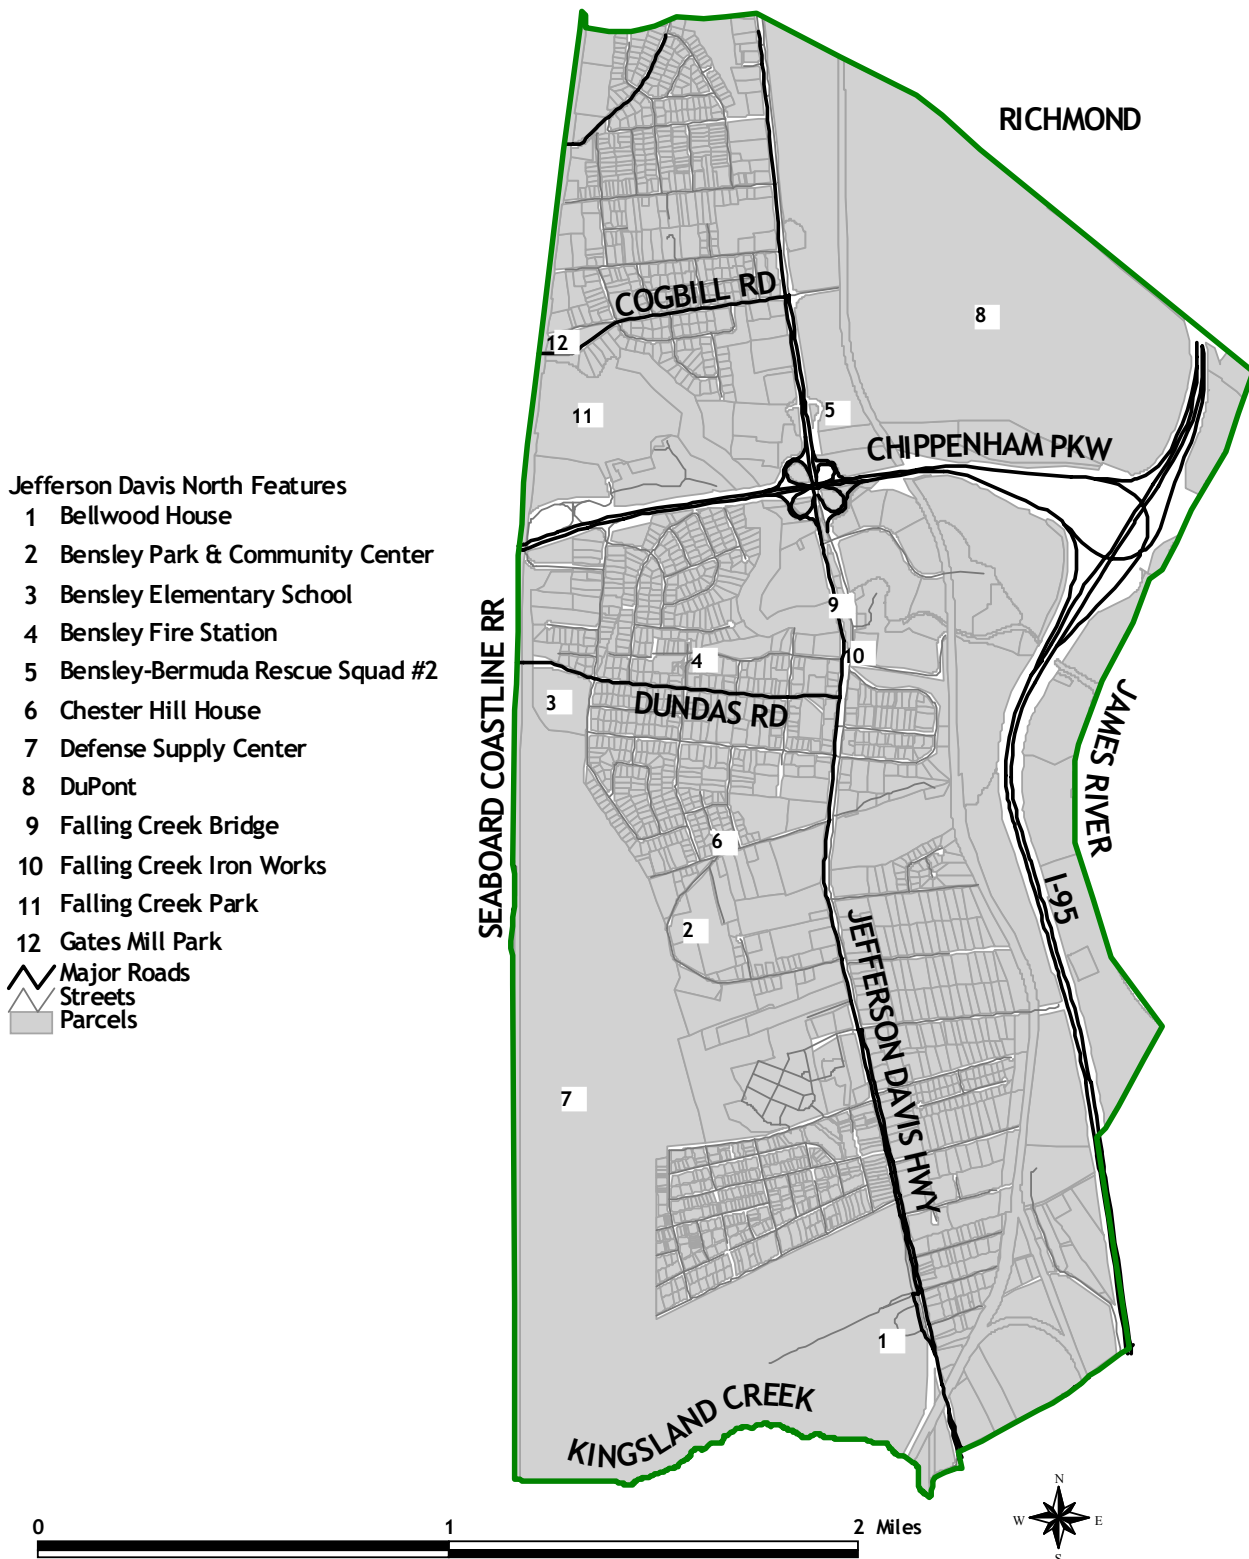 RICHMOND
COGBILL RD
8
12
11
5
CHIPPENHAM PKW
Jefferson Davis North Features
1 Bellwood House
2 Bensley Park & Community Center
3 Bensley Elementary School
4 Bensley Fire Station
5 Bensley-Bermuda Rescue Squad #2
6 Chester Hill House
7 Defense Supply Center
8 DuPont
9 Falling Creek Bridge
10 Falling Creek Iron Works
11 Falling Creek Park
12 Gates Mill Park
Major Roads
Streets
Parcels
SEABOARD COASTLINE RR
9
10
4
3
DUNDAS RD
JAMES RIVER
6
I-95
2
JEFFERSON DAVIS HWY
7
1
KINGSLAND CREEK
0 1 2 Miles
N
W E
S